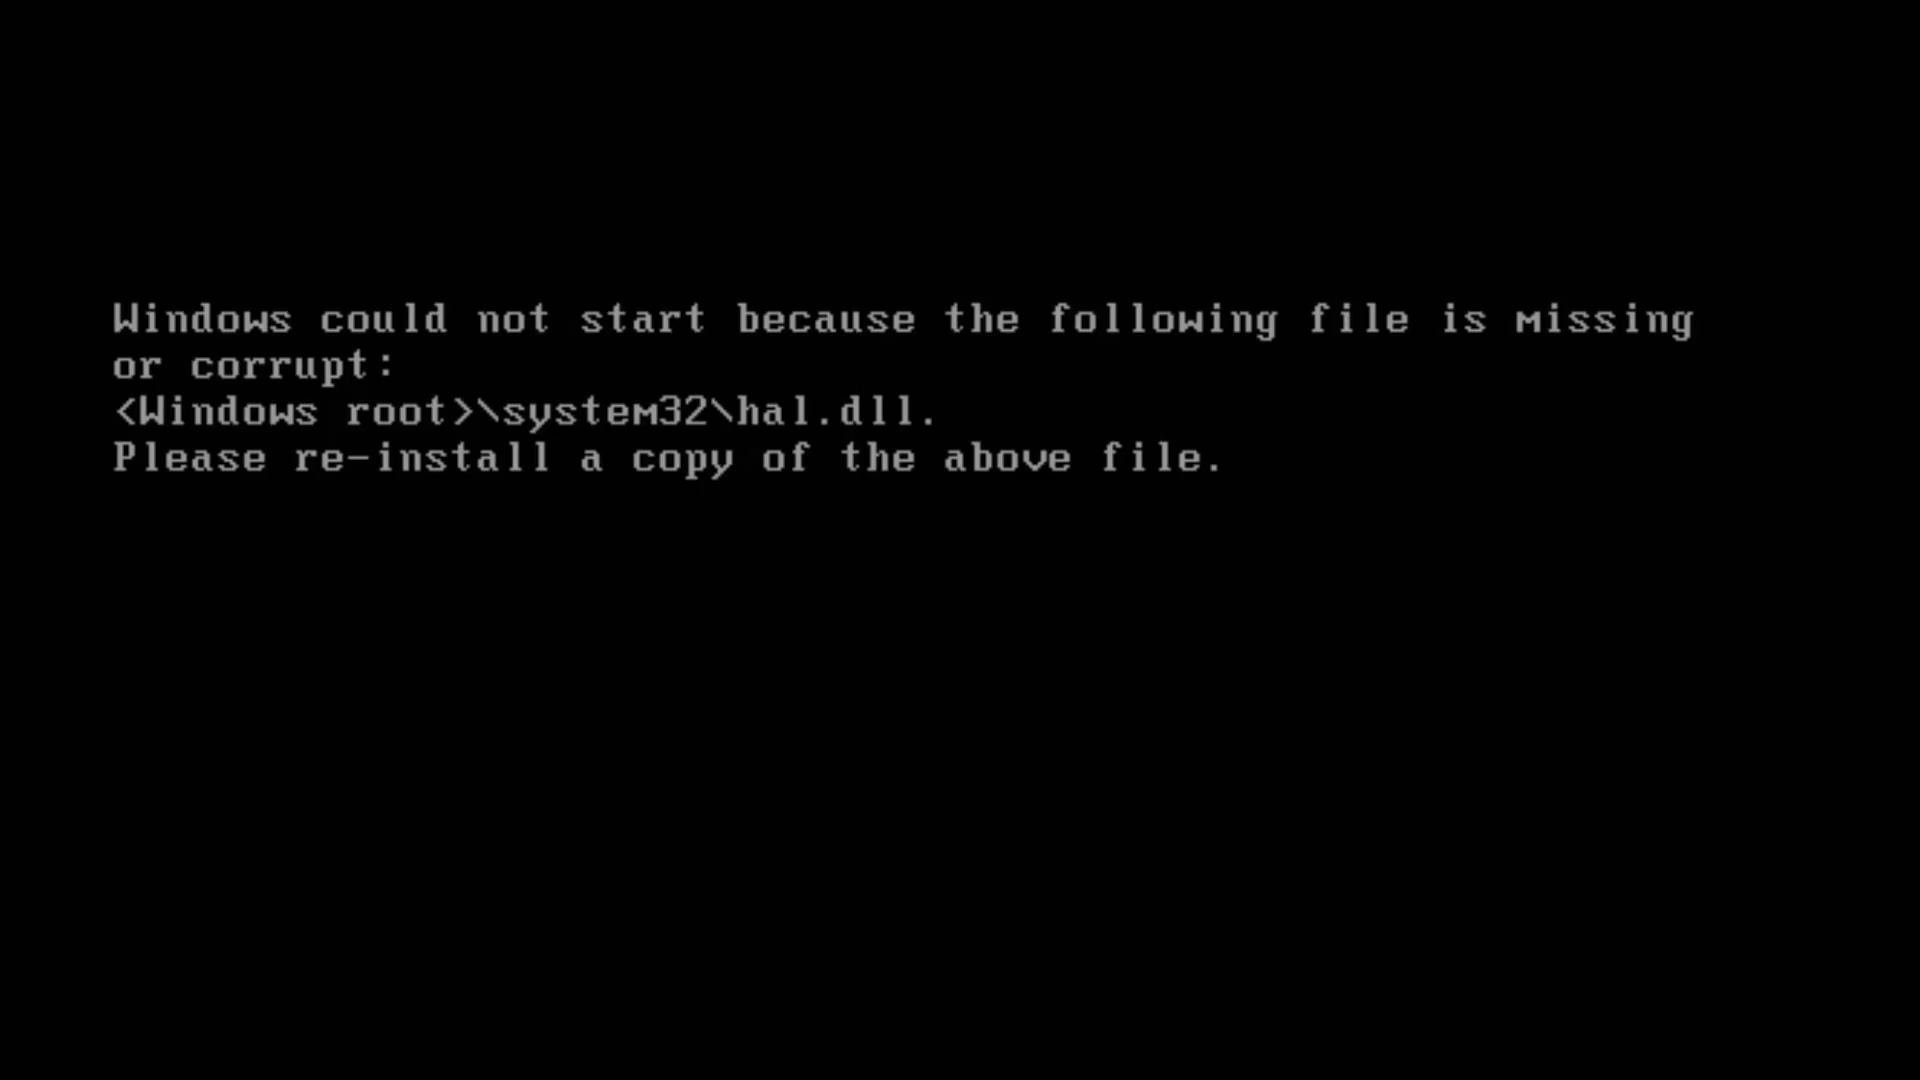 Windows could not start because the following file is missing
or corrupt:
<Windows root>\system32\hal.dll.
Please re-install a copy of the above file.